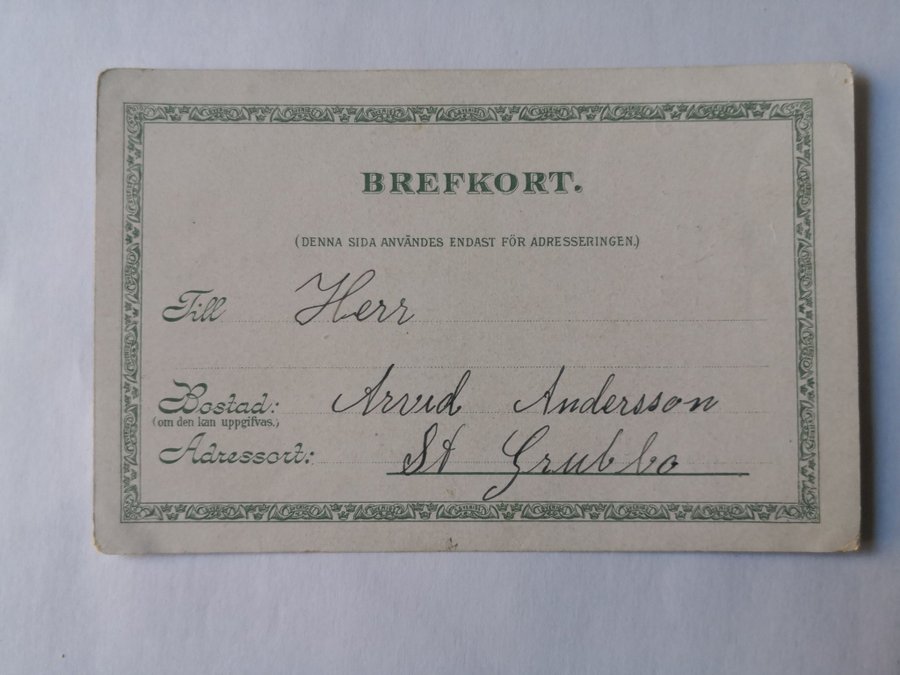 BREFKORT.
(DENNA SIDA ANVÄNDES ENDAST FÖR ADRESSERINGEN.)
Till Herr
Bostad: Arvid Andersson
(om den kan uppgifvas.)
Adressort: St Grubbo